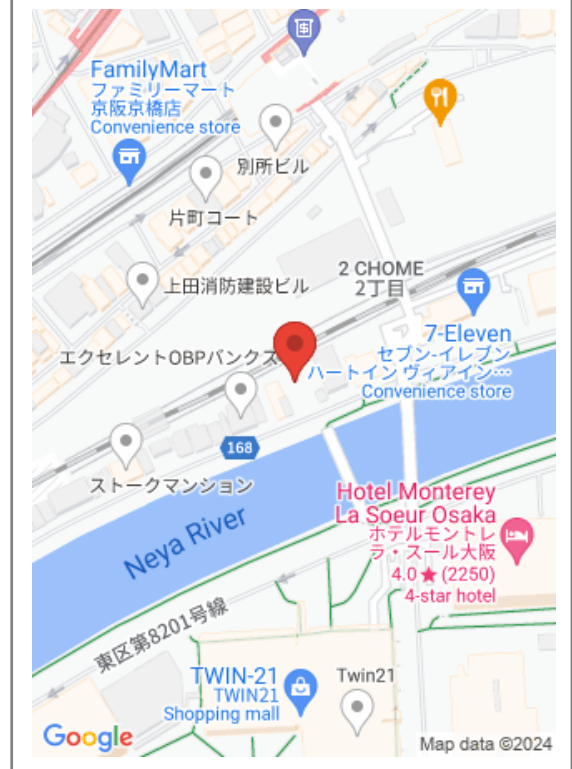 FamilyMart
ファミリーマート
京阪京橋店
Convenience store
別所ビル
片町コート
2 CHOME
2丁目
上田消防建設ビル
7-Eleven
セブン-イレブン
ハートイン ヴィアイン…
Convenience store
エクセレントOBPバンクス
168
ストークマンション
Neya River
Hotel Monterey
La Soeur Osaka
ホテルモントレ
ラ・スール大阪
4.0★(2250)
4-star hotel
東区第8201号線
TWIN-21
TWIN21
Shopping mall
Twin21
Google
Map data ©2024